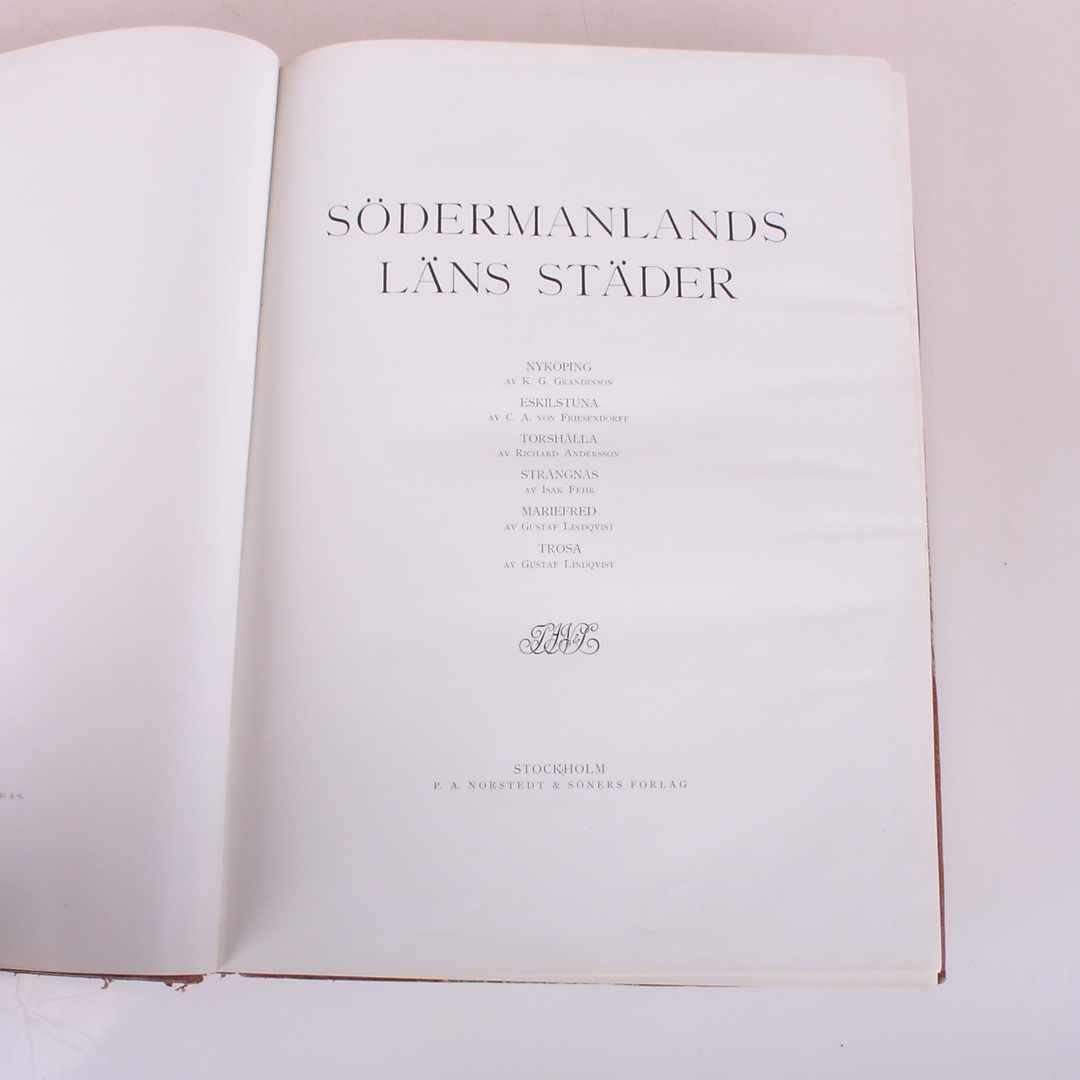 SÖDERMANLANDS
LÄNS STÄDER
NYKÖPING
AV K. G. GRANDINSON
ESKILSTUNA
AV C. A. VON FRIESENDORFF
TORSHÄLLA
AV RICHARD ANDERSSON
STRÄNGNÄS
AV ISAK FEHR
MARIEFRED
AV GUSTAF LINDQVIST
TROSA
AV GUSTAF LINDQVIST
STOCKHOLM
P. A. NORSTEDT & SÖNERS FÖRLAG